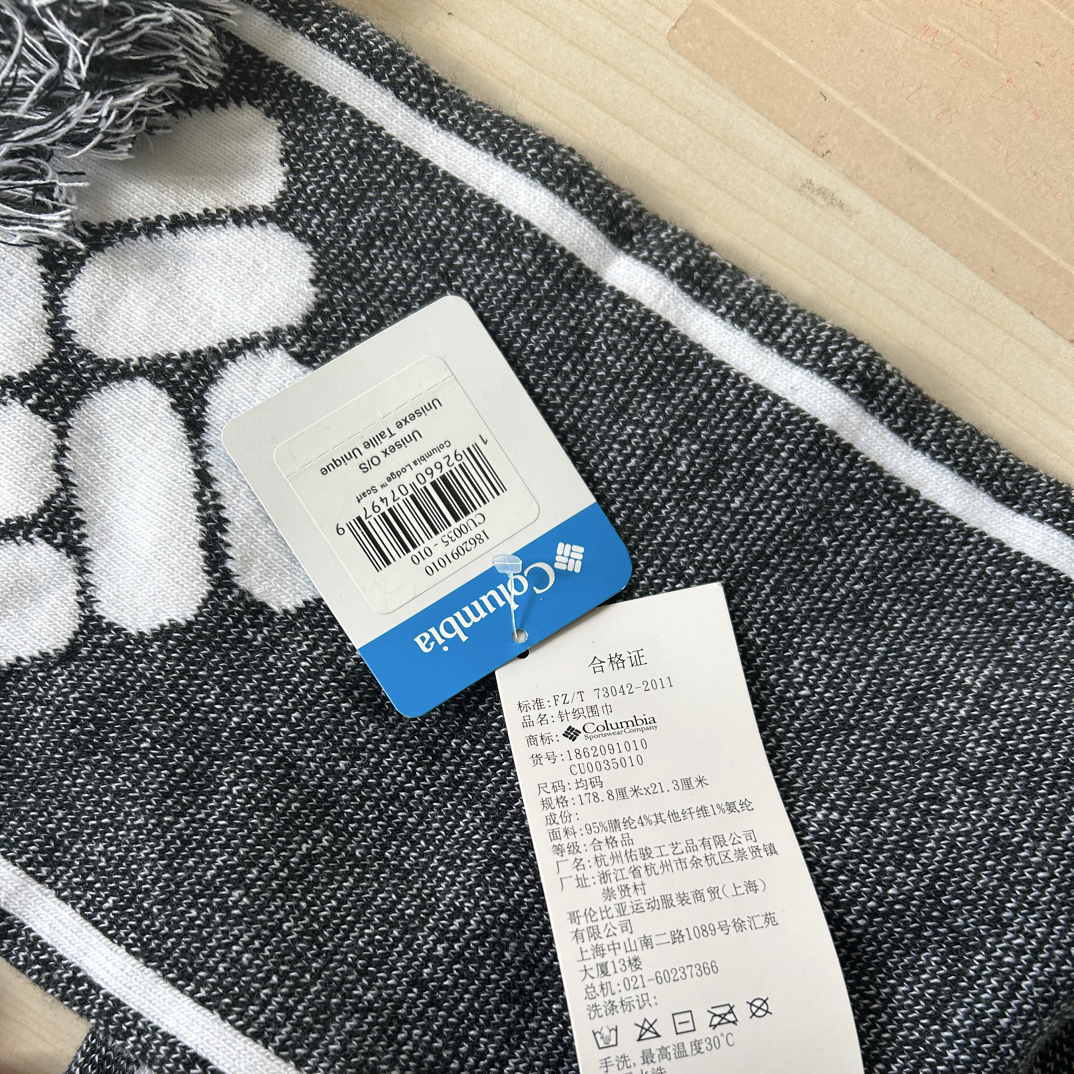 Columbia
1862091010
CU0035 - 010
1 92660 07497 9
Columbia Lodge™ Scarf
Unisex O/S
Unisexe Taille Unique
合格证
标准:FZ/T 73042-2011
品名:针织围巾
商标:Columbia
Sportswear Company
货号:1862091010
CU0035010
尺码:均码
规格:178.8厘米x21.3厘米
成份:
面料:95%腈纶4%其他纤维1%氨纶
等级:合格品
厂名:杭州佑骏工艺品有限公司
厂址:浙江省杭州市余杭区崇贤镇
崇贤村
哥伦比亚运动服装商贸(上海)
有限公司
上海中山南二路1089号徐汇苑
大厦13楼
总机:021-60237366
洗涤标识:
手洗,最高温度30℃